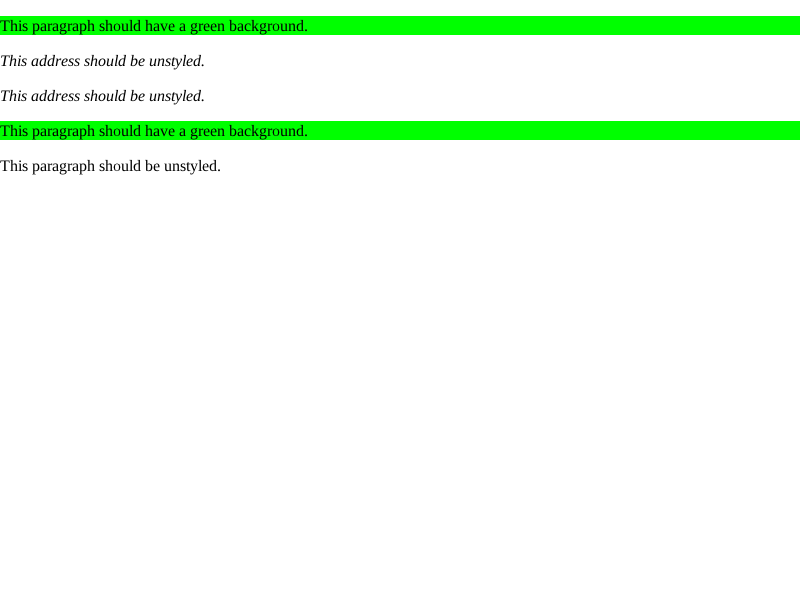 This paragraph should have a green background.
This address should be unstyled.
This address should be unstyled.
This paragraph should have a green background.
This paragraph should be unstyled.